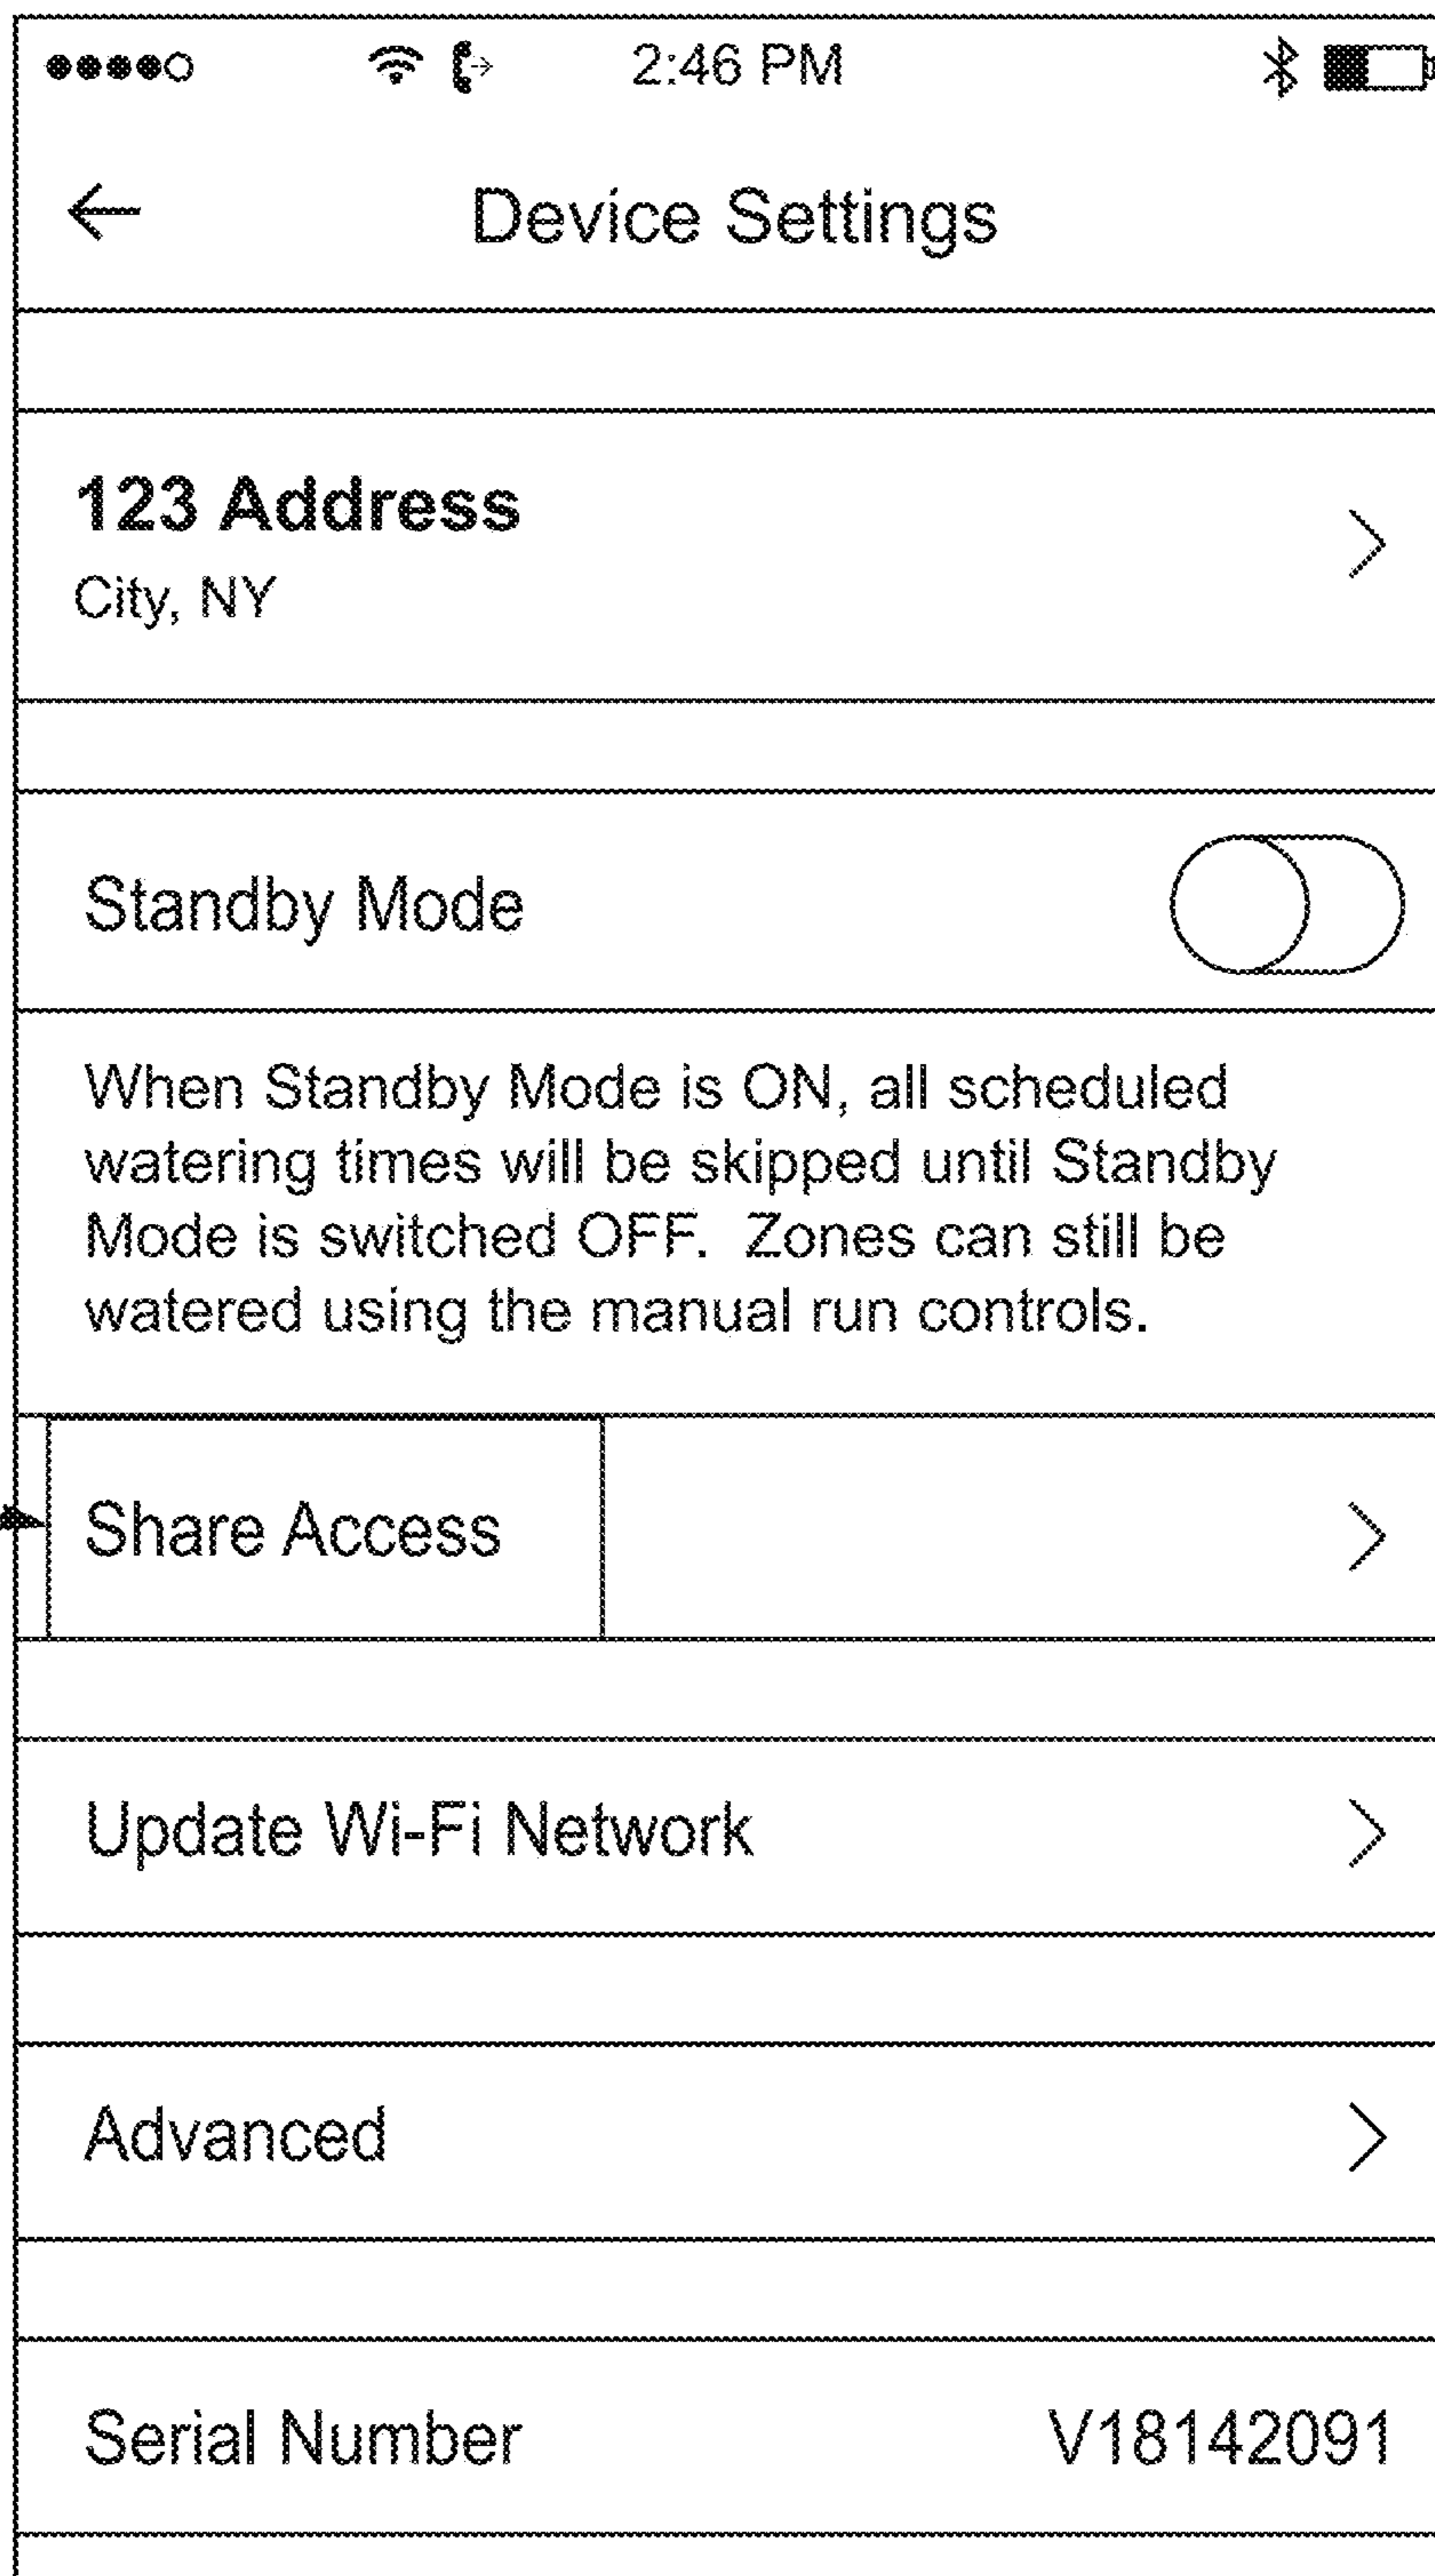 2:46 PM
Device Settings
123 Address
City, NY
Standby Mode
When Standby Mode is ON, all scheduled
watering times will be skipped until Standby
Mode is switched OFF.  Zones can still be
watered using the manual run controls.
Share Access
Update Wi-Fi Network
Advanced
Serial Number V18142091